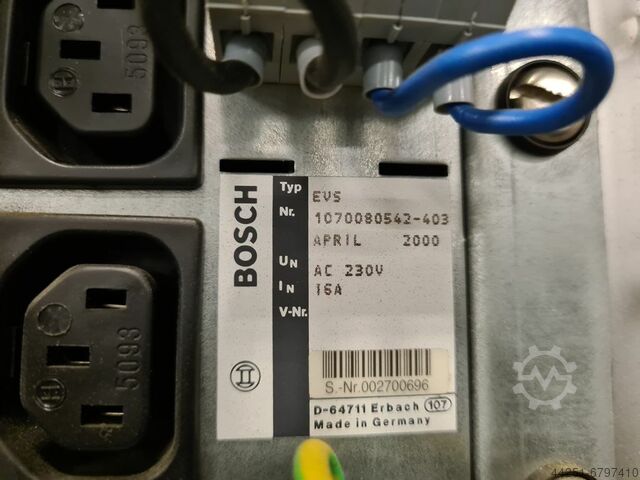 5093
BOSCH
Typ EVS
Nr. 1070080542-403
APRIL 2000
UN AC 230V
IN 16A
V-Nr.
S.-Nr.002700696
D-64711 Erbach 107
Made in Germany
5093
44251-6797410